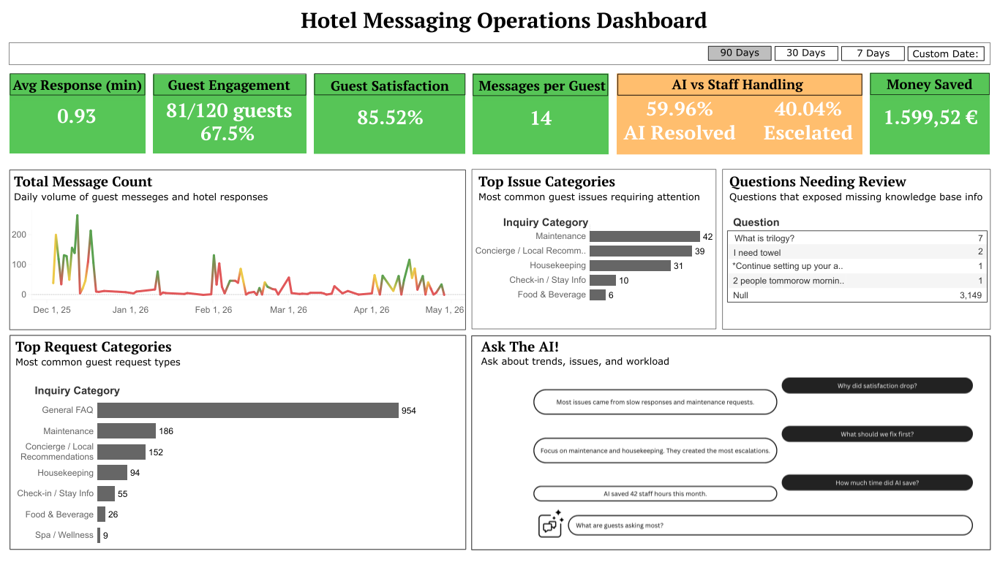 Hotel Messaging Operations Dashboard
90 Days
30 Days
7 Days
Custom Date:
Avg Response (min)
0.93
Guest Engagement
81/120 guests
67.5%
Guest Satisfaction
85.52%
Messages per Guest
14
AI vs Staff Handling
59.96%
AI Resolved
40.04%
Escelated
Money Saved
1.599,52 €
Total Message Count
Daily volume of guest messeges and hotel responses
200
100
0
Dec 1, 25
Jan 1, 26
Feb 1, 26
Mar 1, 26
Apr 1, 26
May 1, 26
Top Issue Categories
Most common guest issues requiring attention
Inquiry Category
Maintenance 42
Concierge / Local Recomm.. 39
Housekeeping 31
Check-in / Stay Info 10
Food & Beverage 6
Questions Needing Review
Questions that exposed missing knowledge base info
Question
What is trilogy? 7
I need towel 2
*Continue setting up your a.. 1
2 people tommorow mornin.. 1
Null 3,149
Top Request Categories
Most common guest request types
Inquiry Category
General FAQ 954
Maintenance 186
Concierge / Local
Recommendations 152
Housekeeping 94
Check-in / Stay Info 55
Food & Beverage 26
Spa / Wellness 9
Ask The AI!
Ask about trends, issues, and workload
Why did satisfaction drop?
Most issues came from slow responses and maintenance requests.
What should we fix first?
Focus on maintenance and housekeeping. They created the most escalations.
How much time did AI save?
AI saved 42 staff hours this month.
What are guests asking most?